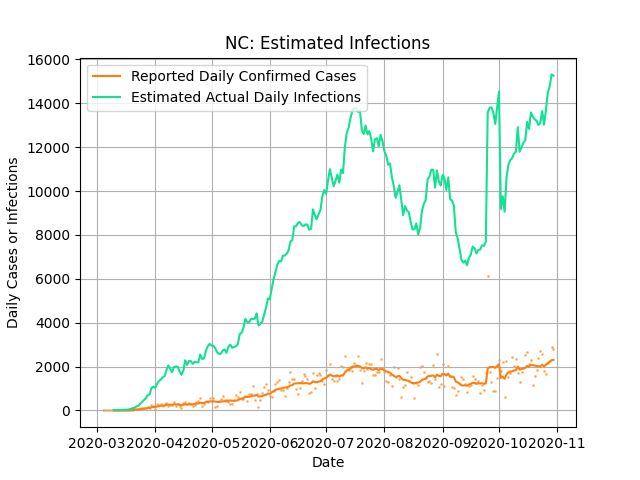 NC: Estimated Infections
Reported Daily Confirmed Cases
Estimated Actual Daily Infections
Daily Cases or Infections
16000
14000
12000
10000
8000
6000
4000
2000
0
2020-03 2020-04 2020-05 2020-06 2020-07 2020-08 2020-09 2020-10 2020-11
Date